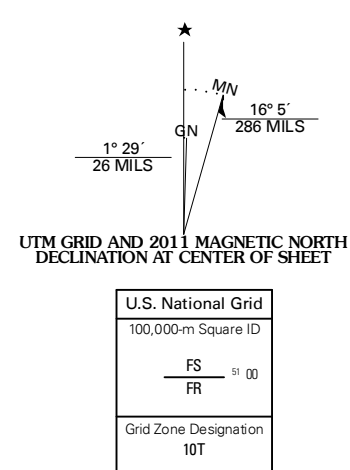 MN
GN
16° 5´
286 MILS
1° 29´
26 MILS
UTM GRID AND 2011 MAGNETIC NORTH
DECLINATION AT CENTER OF SHEET
U.S. National Grid
100,000-m Square ID
FS
51 00
FR
Grid Zone Designation
10T